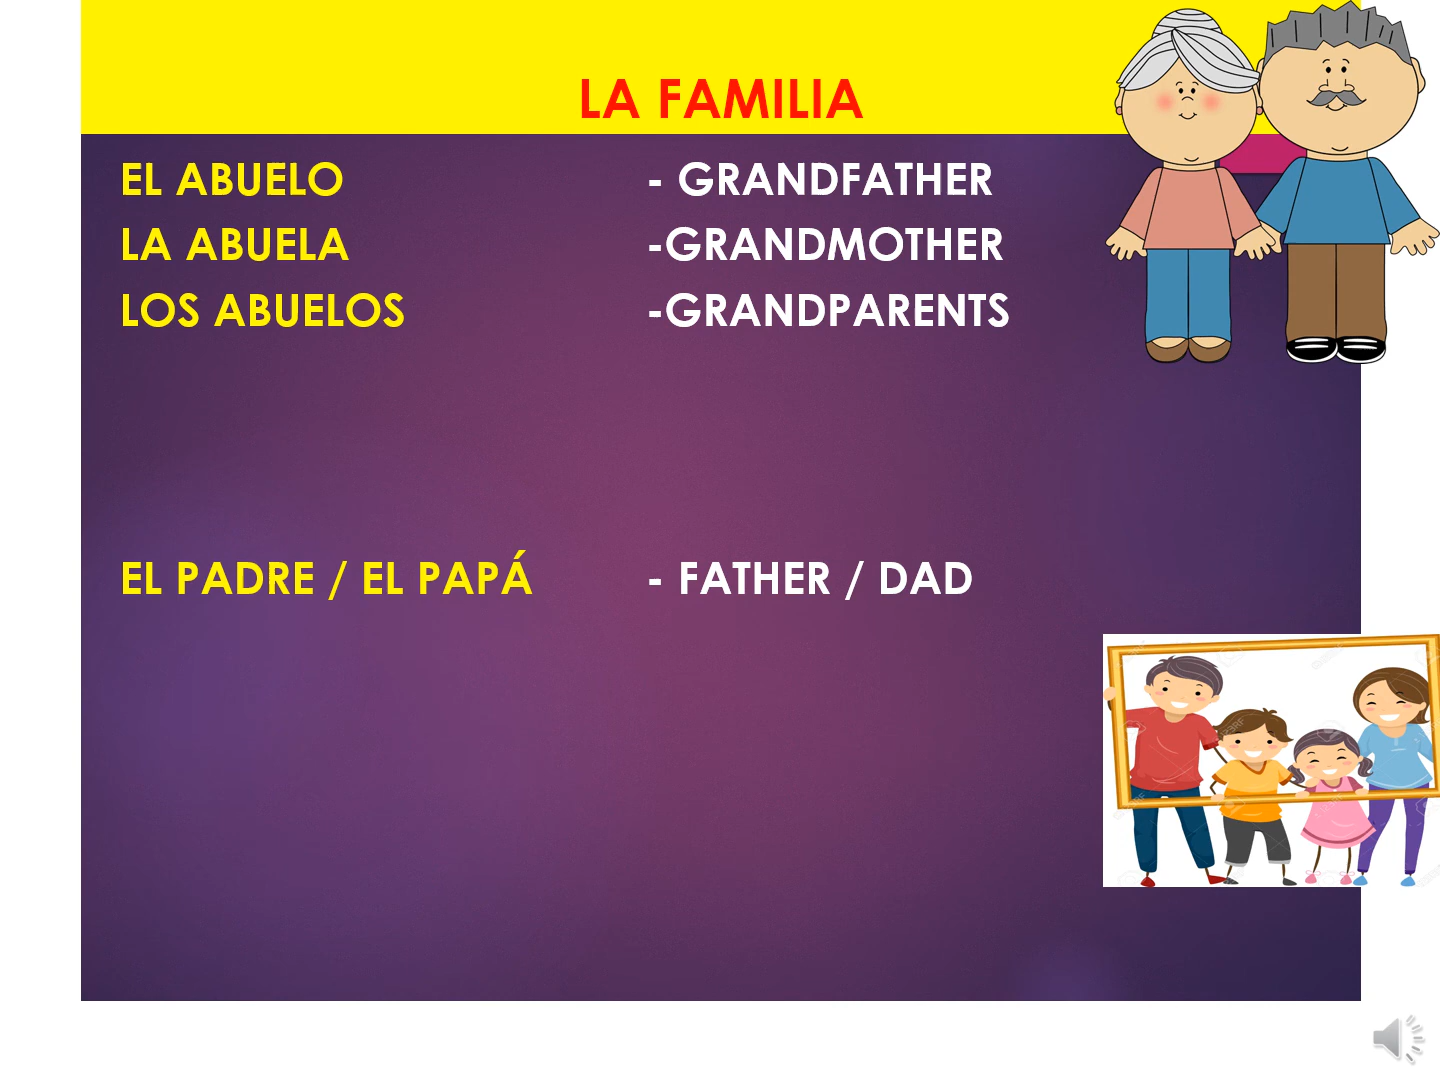 LA FAMILIA
EL ABUELO - GRANDFATHER
LA ABUELA -GRANDMOTHER
LOS ABUELOS -GRANDPARENTS
EL PADRE / EL PAPÁ - FATHER / DAD